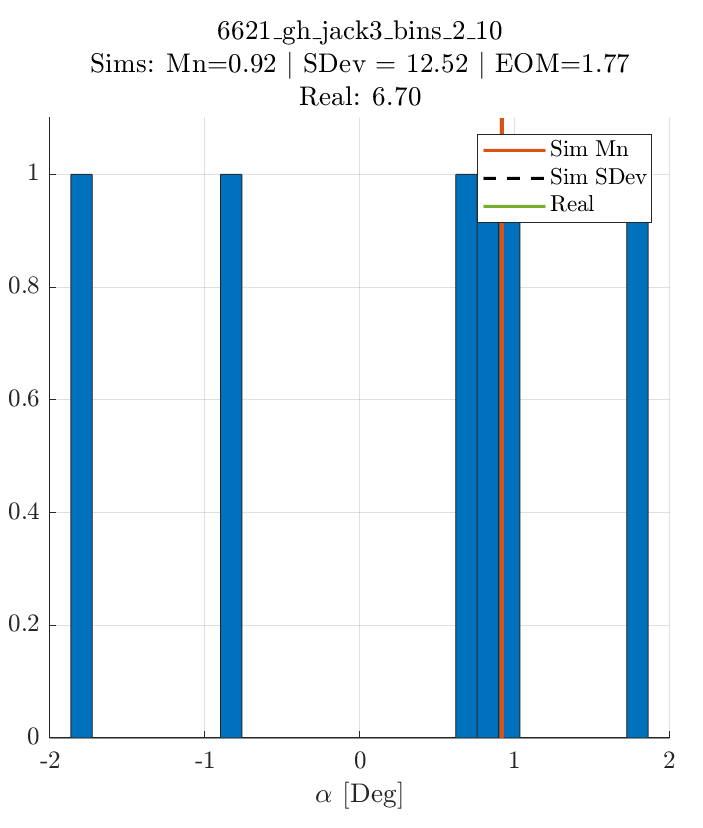 6621_gh_jack3_bins_2_10
Sims: Mn=0.92 | SDev = 12.52 | EOM=1.77
Real: 6.70
Sim Mn
Sim SDev
Real
1
0.8
0.6
0.4
0.2
0
-2 -1 0 1 2
α [Deg]